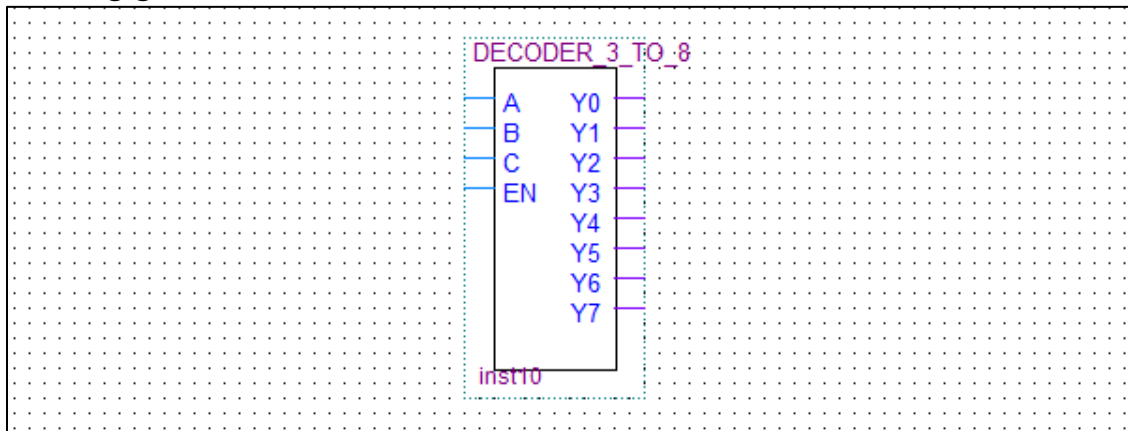 DECODER_3_TO_8
A Y0
B Y1
C Y2
EN Y3
Y4
Y5
Y6
Y7
inst10